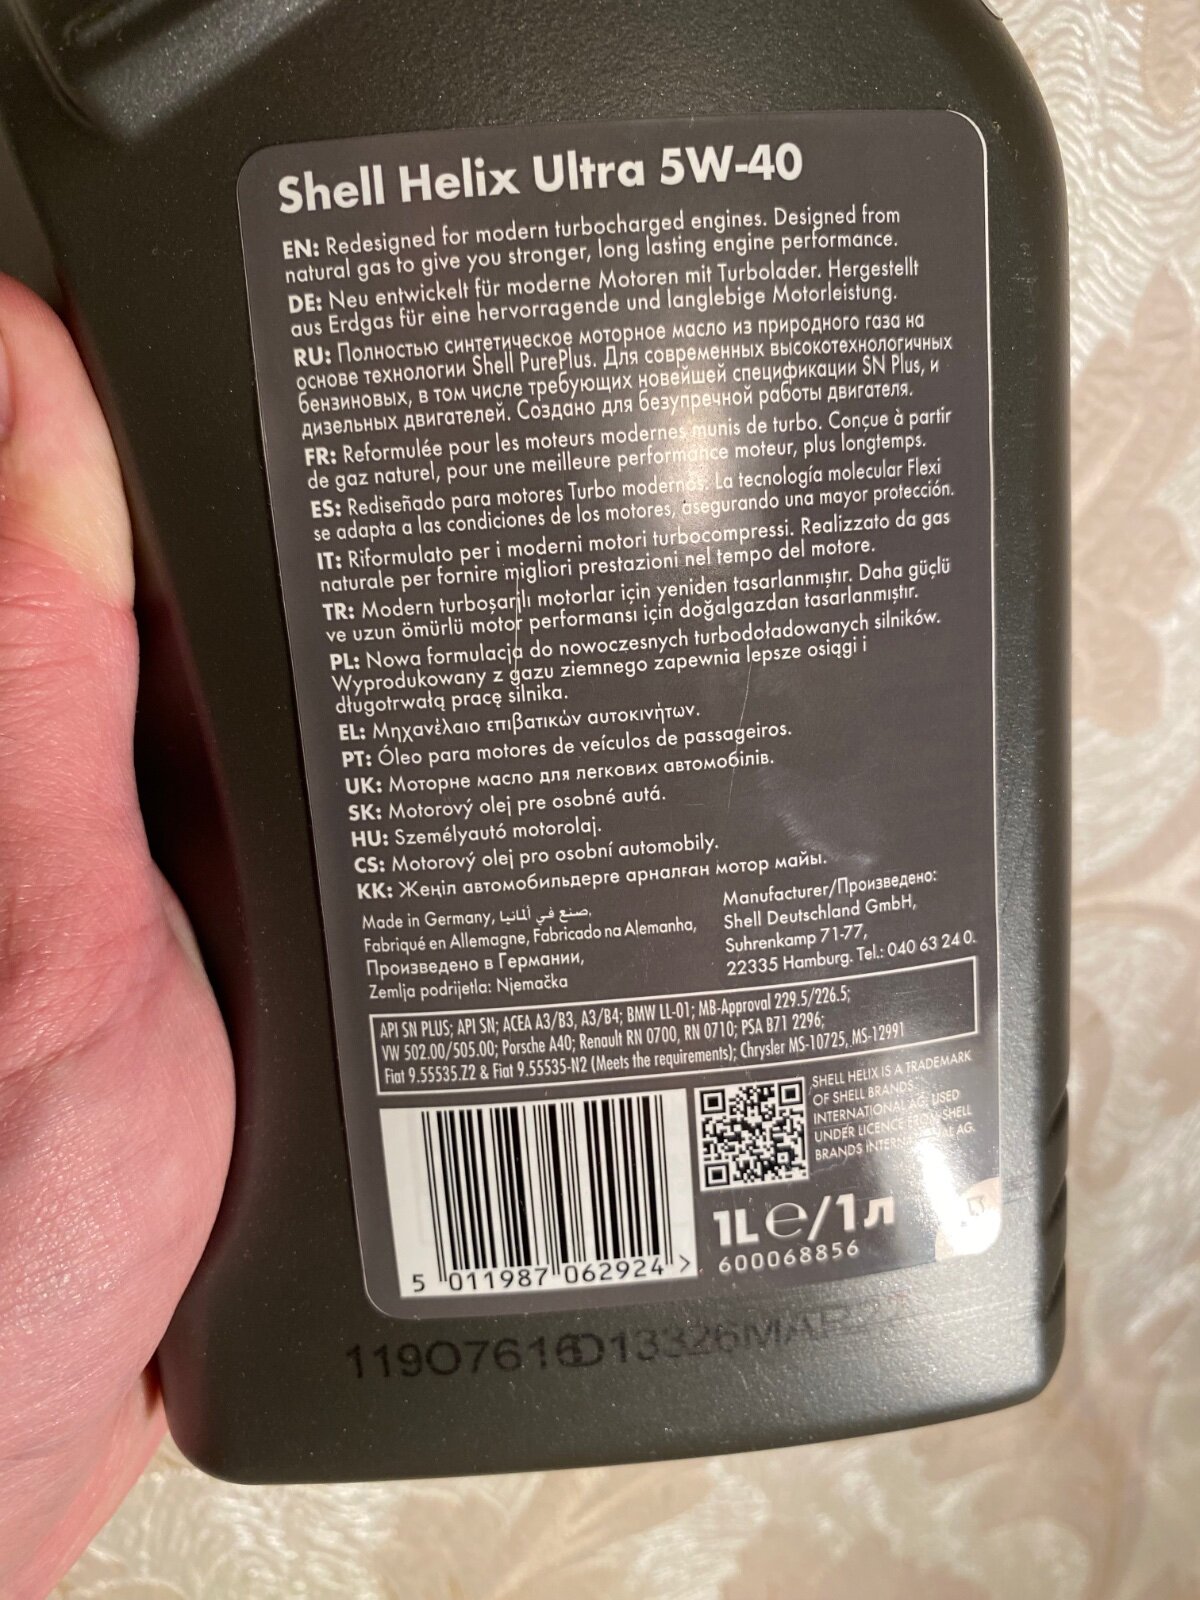 Shell Helix Ultra 5W-40
EN: Redesigned for modern turbocharged engines. Designed from
natural gas to give you stronger, long lasting engine performance.
DE: Neu entwickelt für moderne Motoren mit Turbolader. Hergestellt
aus Erdgas für eine hervorragende und langlebige Motorleistung.
RU: Полностью синтетическое моторное масло из природного газа на
основе технологии Shell PurePlus. Для современных высокотехнологичных
бензиновых, в том числе требующих новейшей спецификации SN Plus, и
дизельных двигателей. Создано для безупречной работы двигателя.
FR: Reformulée pour les moteurs modernes munis de turbo. Conçue à partir
de gaz naturel, pour une meilleure performance moteur, plus longtemps.
ES: Rediseñado para motores Turbo modernos. La tecnología molecular Flexi
se adapta a las condiciones de los motores, asegurando una mayor protección.
IT: Riformulato per i moderni motori turbocompressi. Realizzato da gas
naturale per fornire migliori prestazioni nel tempo del motore.
TR: Modern turboşarjlı motorlar için yeniden tasarlanmıştır. Daha güçlü
ve uzun ömürlü motor performansı için doğalgazdan tasarlanmıştır.
PL: Nowa formulacja do nowoczesnych turbodoładowanych silników.
Wyprodukowany z gazu ziemnego zapewnia lepsze osiągi i
długotrwałą pracę silnika.
EL: Μηχανέλαιο επιβατικών αυτοκινήτων.
PT: Óleo para motores de veículos de passageiros.
UK: Моторне масло для легкових автомобілів.
SK: Motorový olej pre osobné autá.
HU: Személyautó motorolaj.
CS: Motorový olej pro osobní automobily.
KK: Жеңіл автомобильдерге арналған мотор майы.
Made in Germany, صنع في ألمانيا,
Fabriqué en Allemagne, Fabricado na Alemanha,
Произведено в Германии,
Zemlja podrijetla: Njemačka
Manufacturer/Произведено:
Shell Deutschland GmbH,
Suhrenkamp 71-77,
22335 Hamburg. Tel.: 040 63 24 0.
API SN PLUS; API SN; ACEA A3/B3, A3/B4; BMW LL-01; MB-Approval 229.5/226.5;
VW 502.00/505.00; Porsche A40; Renault RN 0700, RN 0710; PSA B71 2296;
Fiat 9.55535.Z2 & Fiat 9.55535-N2 (Meets the requirements); Chrysler MS-10725, MS-12991
SHELL HELIX IS A TRADEMARK
OF SHELL BRANDS
INTERNATIONAL AG. USED
UNDER LICENCE FROM SHELL
BRANDS INTERNATIONAL AG.
1L ℮/1л
600068856
5 011987 062924 >
119O7616D13326MAR22